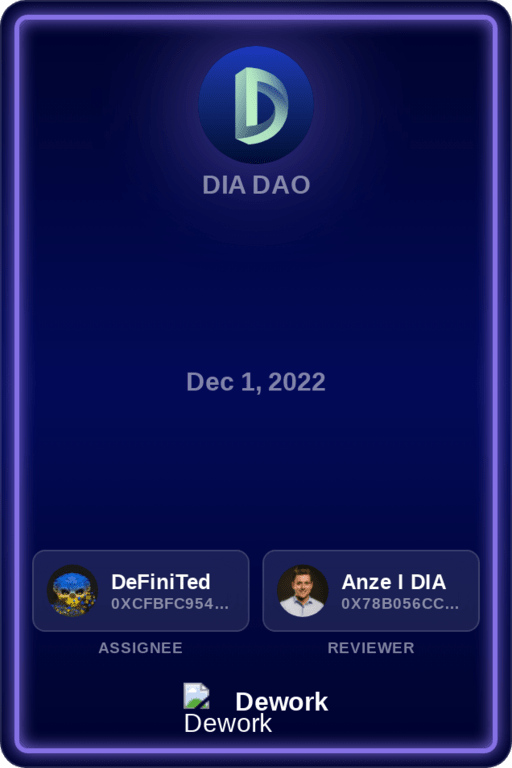 DIA DAO
Dec 1, 2022
DeFiniTed
0XCFBFC954...
ASSIGNEE
Anze I DIA
0X78B056CC...
REVIEWER
Dework
Dework